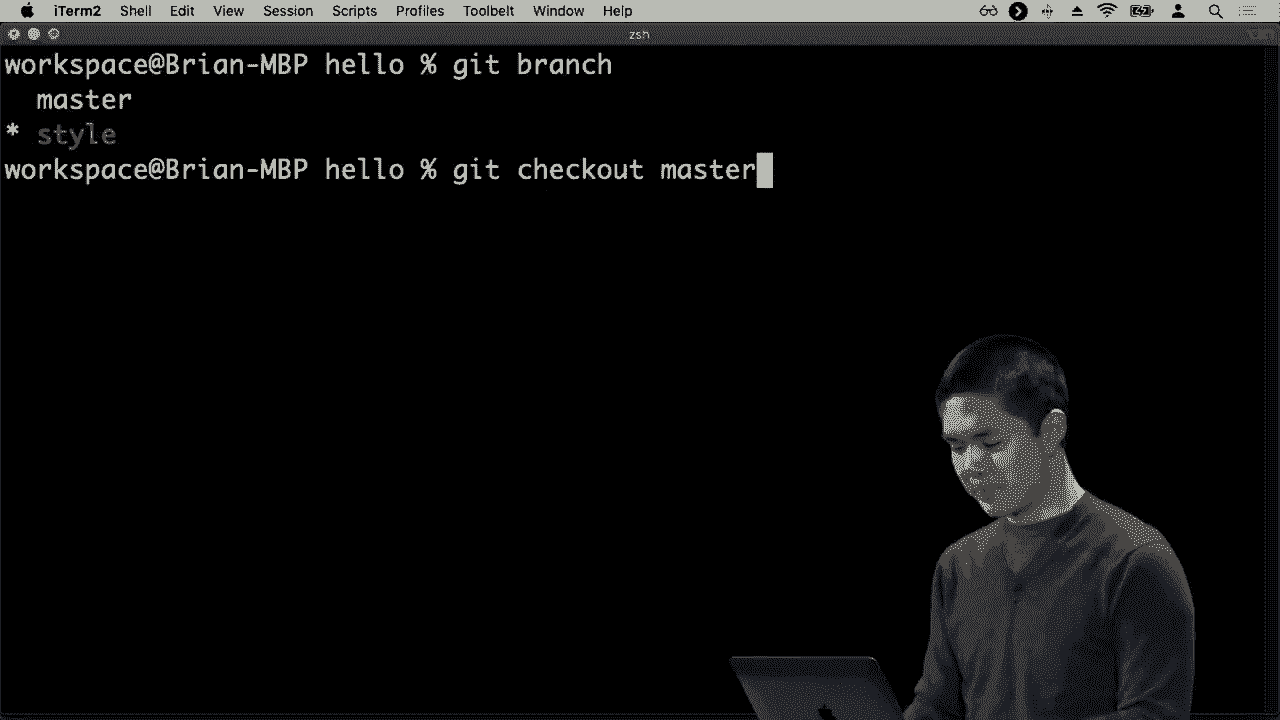 iTerm2 Shell Edit View Session Scripts Profiles Toolbelt Window Help
zsh
workspace@Brian-MBP hello % git branch
master
* style
workspace@Brian-MBP hello % git checkout master